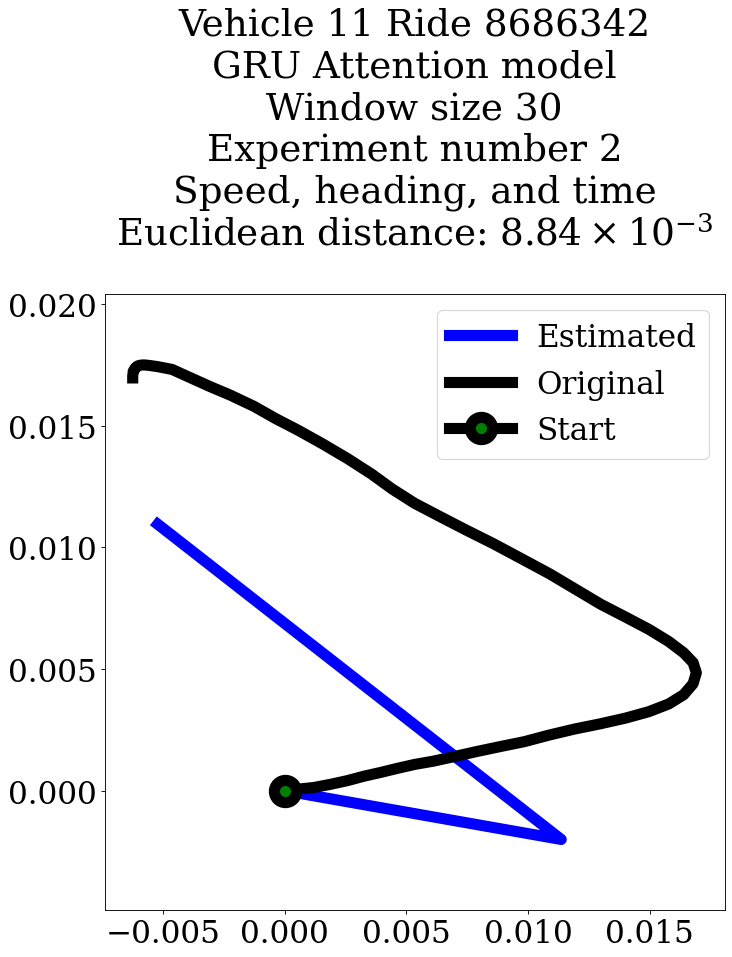 Vehicle 11 Ride 8686342
GRU Attention model
Window size 30
Experiment number 2
Speed, heading, and time
Euclidean distance: 8.84 × 10⁻³
0.020
Estimated
Original
Start
0.015
0.010
0.005
0.000
−0.005 0.000 0.005 0.010 0.015